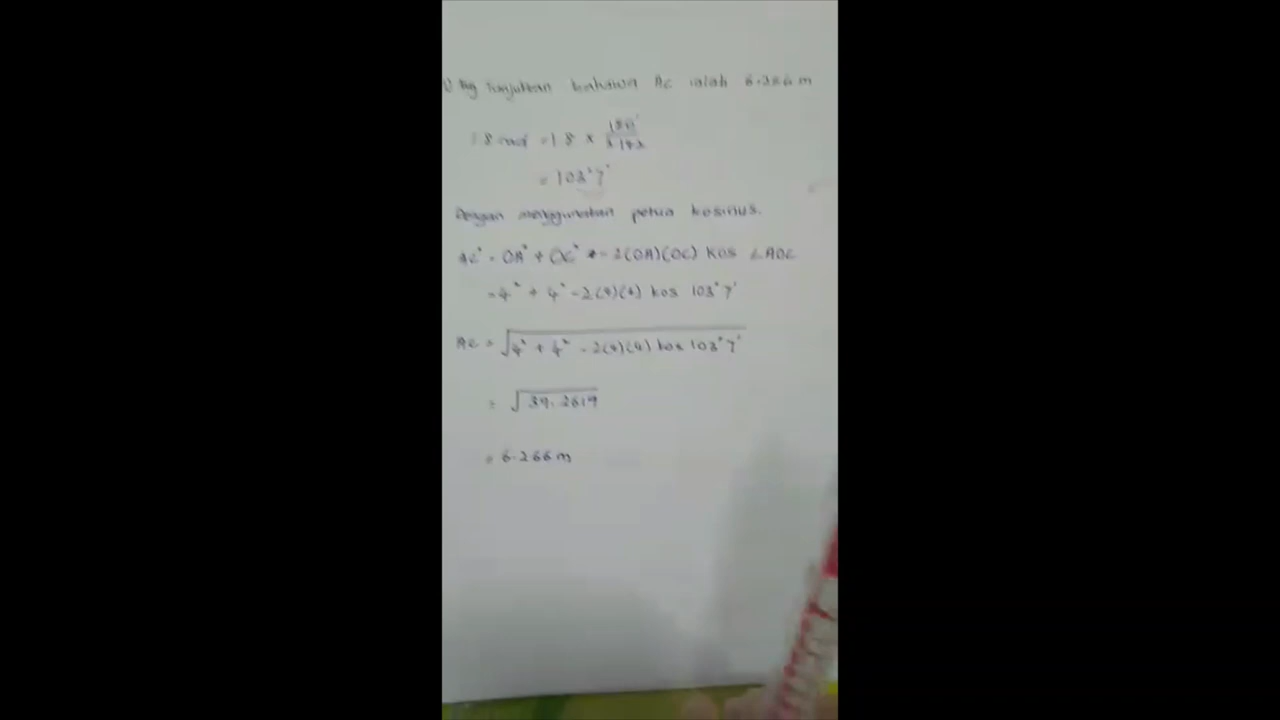 Tunjukkan bahawa AC ialah 6.266 m
1.8 rad = 1.8 × 180° / 3.142
= 103°7'
Dengan menggunakan petua kosinus.
AC² = OA² + OC² - 2(OA)(OC) kos ∠AOC
= 4² + 4² - 2(4)(4) kos 103°7'
AC = √4² + 4² - 2(4)(4) kos 103°7'
= √39.2619
= 6.266 m